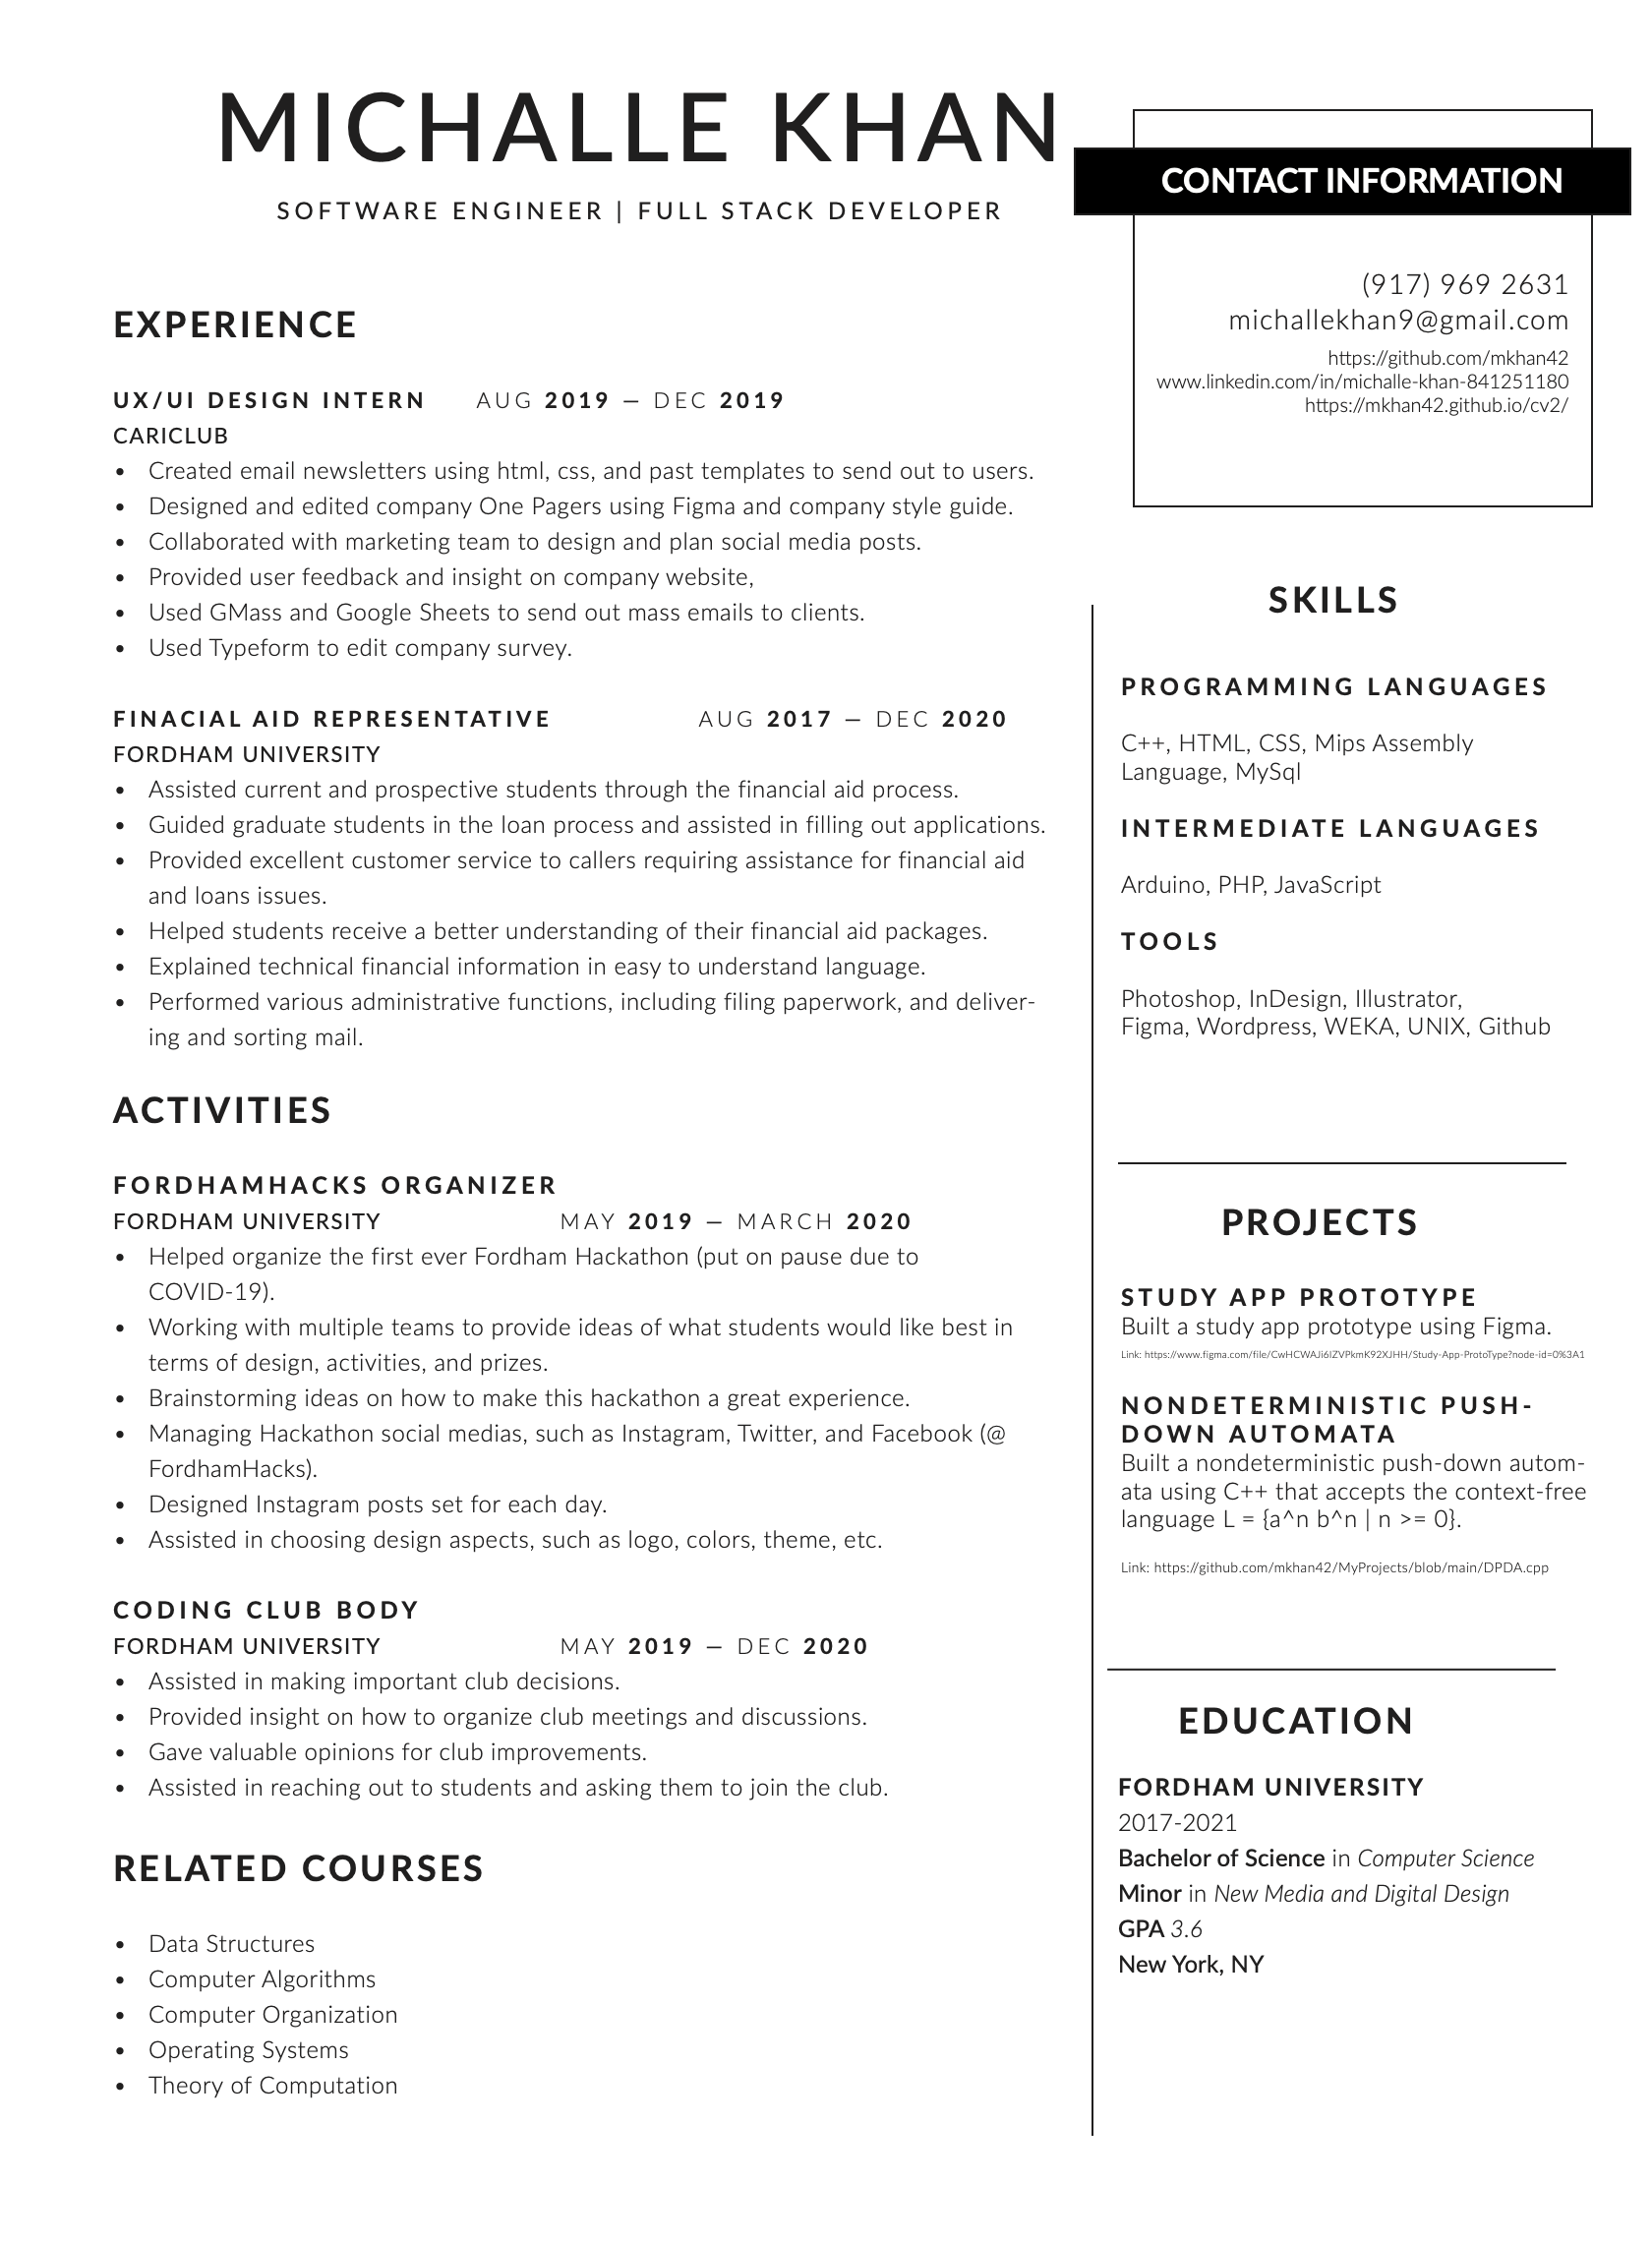 MICHALLE KHAN
SOFTWARE ENGINEER | FULL STACK DEVELOPER
CONTACT INFORMATION
(917) 969 2631
michallekhan9@gmail.com
https://github.com/mkhan42
www.linkedin.com/in/michalle-khan-841251180
https://mkhan42.github.io/cv2/
EXPERIENCE
UX/UI DESIGN INTERN AUG 2019 — DEC 2019
CARICLUB
• Created email newsletters using html, css, and past templates to send out to users.
• Designed and edited company One Pagers using Figma and company style guide.
• Collaborated with marketing team to design and plan social media posts.
• Provided user feedback and insight on company website,
• Used GMass and Google Sheets to send out mass emails to clients.
• Used Typeform to edit company survey.
FINACIAL AID REPRESENTATIVE AUG 2017 — DEC 2020
FORDHAM UNIVERSITY
• Assisted current and prospective students through the financial aid process.
• Guided graduate students in the loan process and assisted in filling out applications.
• Provided excellent customer service to callers requiring assistance for financial aid
and loans issues.
• Helped students receive a better understanding of their financial aid packages.
• Explained technical financial information in easy to understand language.
• Performed various administrative functions, including filing paperwork, and deliver-
ing and sorting mail.
ACTIVITIES
FORDHAMHACKS ORGANIZER
FORDHAM UNIVERSITY MAY 2019 — MARCH 2020
• Helped organize the first ever Fordham Hackathon (put on pause due to
COVID-19).
• Working with multiple teams to provide ideas of what students would like best in
terms of design, activities, and prizes.
• Brainstorming ideas on how to make this hackathon a great experience.
• Managing Hackathon social medias, such as Instagram, Twitter, and Facebook (@
FordhamHacks).
• Designed Instagram posts set for each day.
• Assisted in choosing design aspects, such as logo, colors, theme, etc.
CODING CLUB BODY
FORDHAM UNIVERSITY MAY 2019 — DEC 2020
• Assisted in making important club decisions.
• Provided insight on how to organize club meetings and discussions.
• Gave valuable opinions for club improvements.
• Assisted in reaching out to students and asking them to join the club.
RELATED COURSES
• Data Structures
• Computer Algorithms
• Computer Organization
• Operating Systems
• Theory of Computation
SKILLS
PROGRAMMING LANGUAGES
C++, HTML, CSS, Mips Assembly
Language, MySql
INTERMEDIATE LANGUAGES
Arduino, PHP, JavaScript
TOOLS
Photoshop, InDesign, Illustrator,
Figma, Wordpress, WEKA, UNIX, Github
PROJECTS
STUDY APP PROTOTYPE
Built a study app prototype using Figma.
Link: https://www.figma.com/file/CwHCWAJi6IZVPkmK92XJHH/Study-App-ProtoType?node-id=0%3A1
NONDETERMINISTIC PUSH-
DOWN AUTOMATA
Built a nondeterministic push-down autom-
ata using C++ that accepts the context-free
language L = {a^n b^n | n >= 0}.
Link: https://github.com/mkhan42/MyProjects/blob/main/DPDA.cpp
EDUCATION
FORDHAM UNIVERSITY
2017-2021
Bachelor of Science in Computer Science
Minor in New Media and Digital Design
GPA 3.6
New York, NY